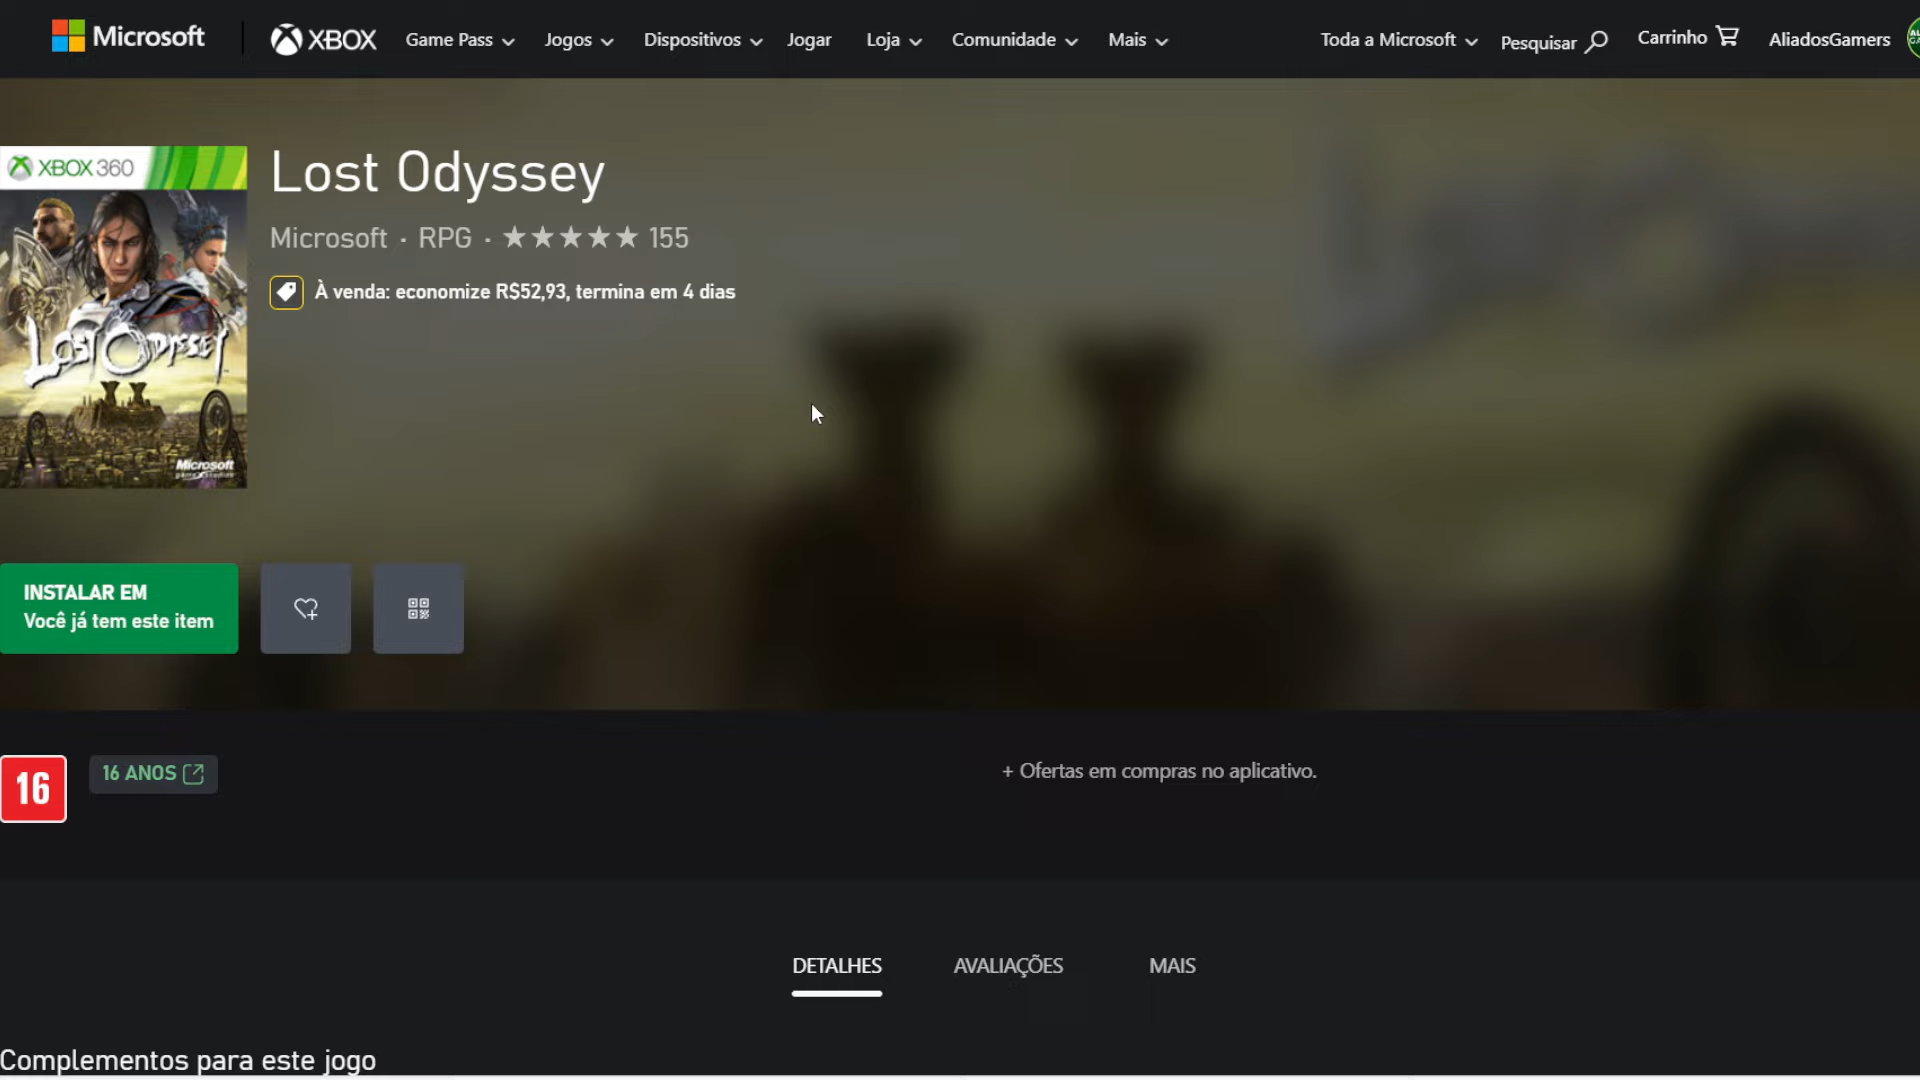 Microsoft
XBOX
Game Pass
Jogos
Dispositivos
Jogar
Loja
Comunidade
Mais
Toda a Microsoft
Pesquisar
Carrinho
AliadosGamers
XBOX 360
LOST ODYSSEY
Microsoft
game studios
Lost Odyssey
Microsoft · RPG · ★★★★★ 155
À venda: economize R$52,93, termina em 4 dias
INSTALAR EM
Você já tem este item
16
16 ANOS
+ Ofertas em compras no aplicativo.
DETALHES
AVALIAÇÕES
MAIS
Complementos para este jogo